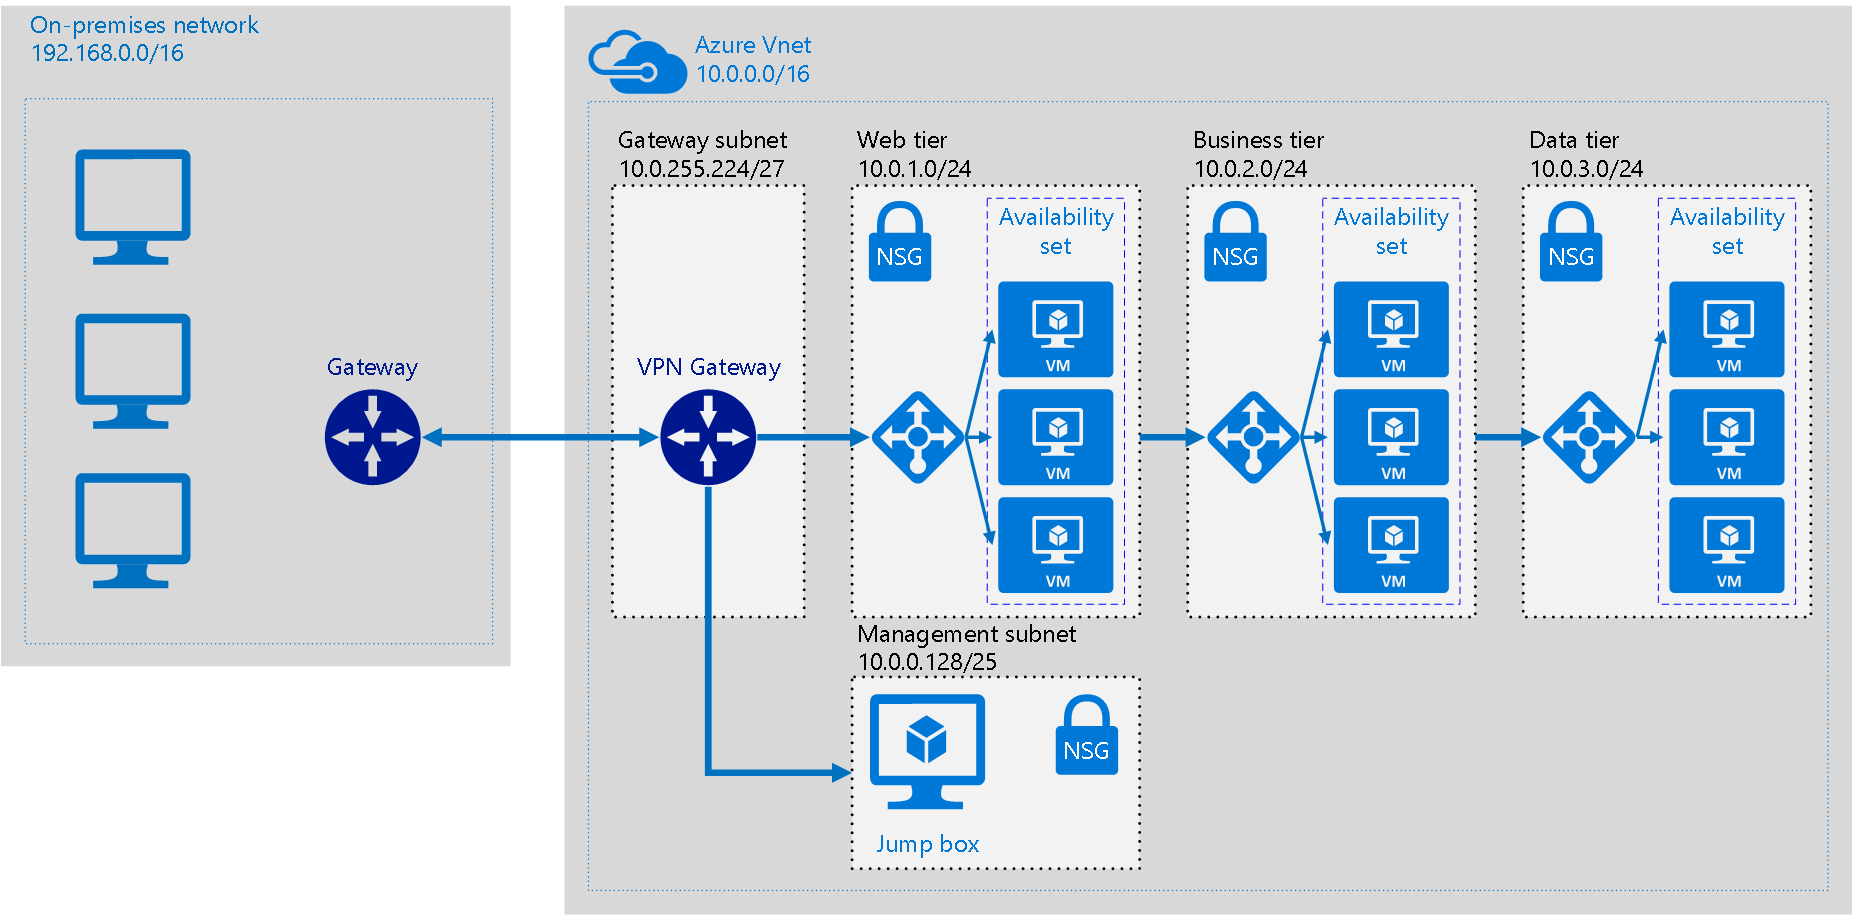 On-premises network
192.168.0.0/16
Gateway
Azure Vnet
10.0.0.0/16
Gateway subnet
10.0.255.224/27
VPN Gateway
Web tier
10.0.1.0/24
NSG
Availability
set
VM
VM
VM
Business tier
10.0.2.0/24
NSG
Availability
set
VM
VM
VM
Data tier
10.0.3.0/24
NSG
Availability
set
VM
VM
VM
Management subnet
10.0.0.128/25
NSG
Jump box